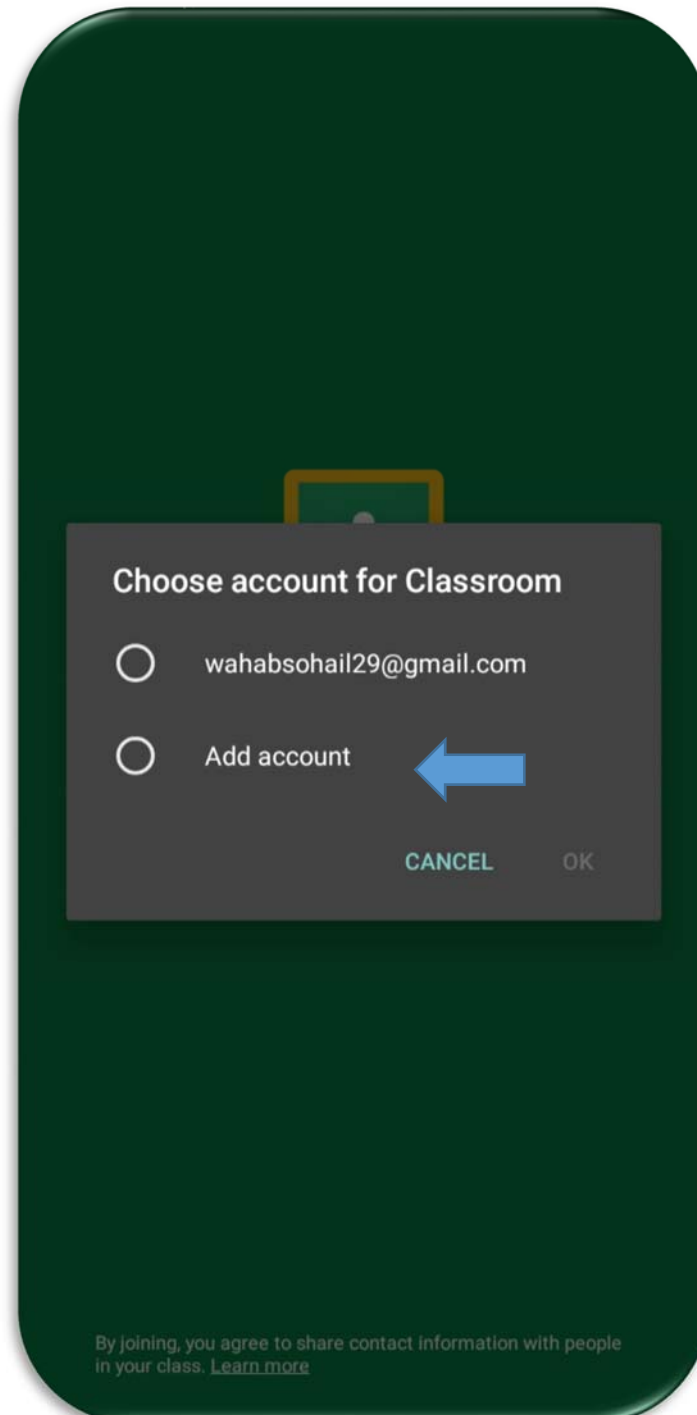 Choose account for Classroom
wahabsohail29@gmail.com
Add account
CANCEL OK
By joining, you agree to share contact information with people
in your class. Learn more